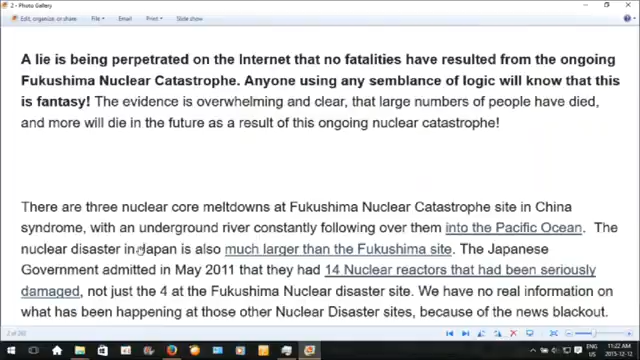 2 - Photo Gallery
Edit, organize, or share
File
Email
Print
Slide show
A lie is being perpetrated on the Internet that no fatalities have resulted from the ongoing
Fukushima Nuclear Catastrophe. Anyone using any semblance of logic will know that this
is fantasy! The evidence is overwhelming and clear, that large numbers of people have died,
and more will die in the future as a result of this ongoing nuclear catastrophe!
There are three nuclear core meltdowns at Fukushima Nuclear Catastrophe site in China
syndrome, with an underground river constantly following over them into the Pacific Ocean. The
nuclear disaster in Japan is also much larger than the Fukushima site. The Japanese
Government admitted in May 2011 that they had 14 Nuclear reactors that had been seriously
damaged, not just the 4 at the Fukushima Nuclear disaster site. We have no real information on
what has been happening at those other Nuclear Disaster sites, because of the news blackout.
ENG
11:22 AM
US
2015-12-12